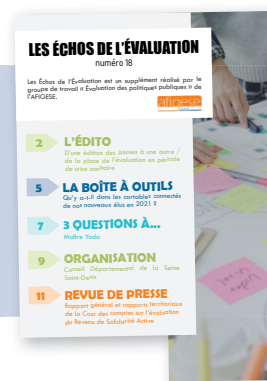 LES ÉCHOS DE L'ÉVALUATION
numéro 18
Les Échos de l'Évaluation est un supplément réalisé par le
groupe de travail « Évaluation des politiques publiques » de
l'AFIGESE.
afigese
2
L'ÉDITO
D'une édition des Assises à une autre /
de la place de l'évaluation en période
de crise sanitaire
5
LA BOÎTE À OUTILS
Qu'y a-t-il dans les cartables connectés
de nos nouveaux élus en 2021 ?
7
3 QUESTIONS À...
Maître Yoda
9
ORGANISATION
Conseil Départemental de la Seine
Saint-Denis
11
REVUE DE PRESSE
Rapport général et rapports territoriaux
de la Cour des comptes sur l'évaluation
du Revenu de Solidarité Active